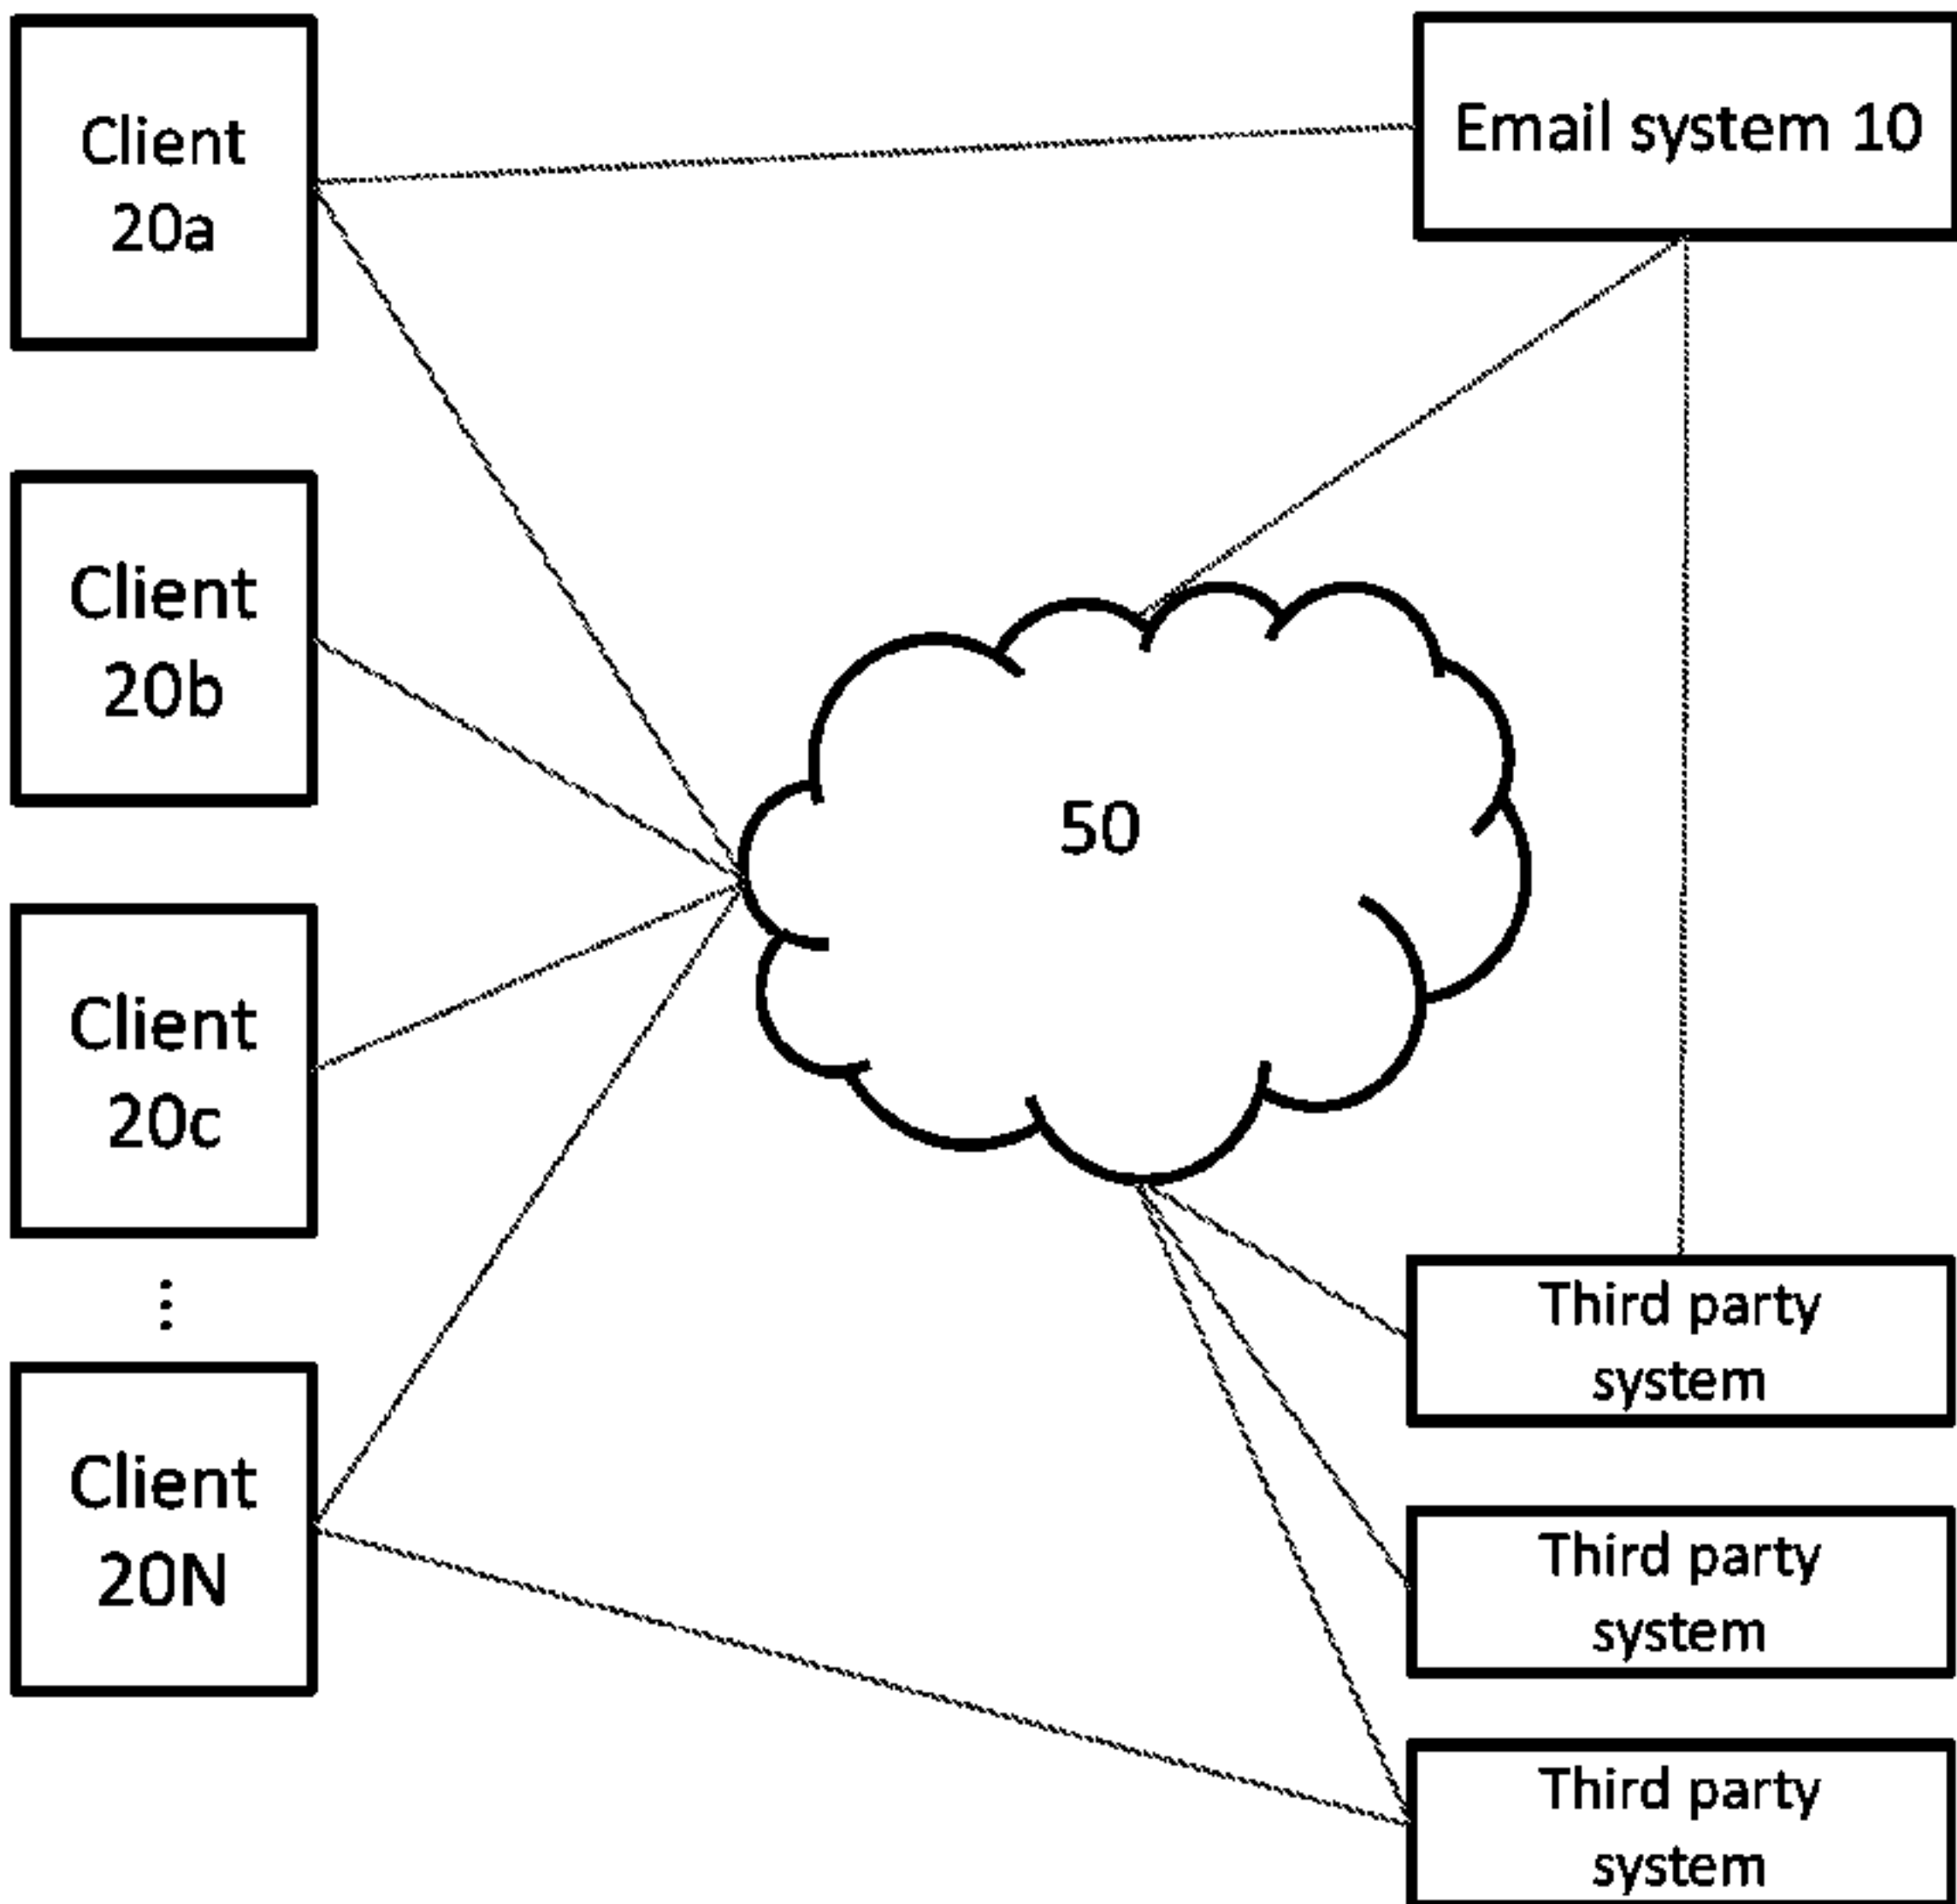 Client
20a
Email system 10
Client
20b
50
Client
20c
⋮
Client
20N
Third party
system
Third party
system
Third party
system